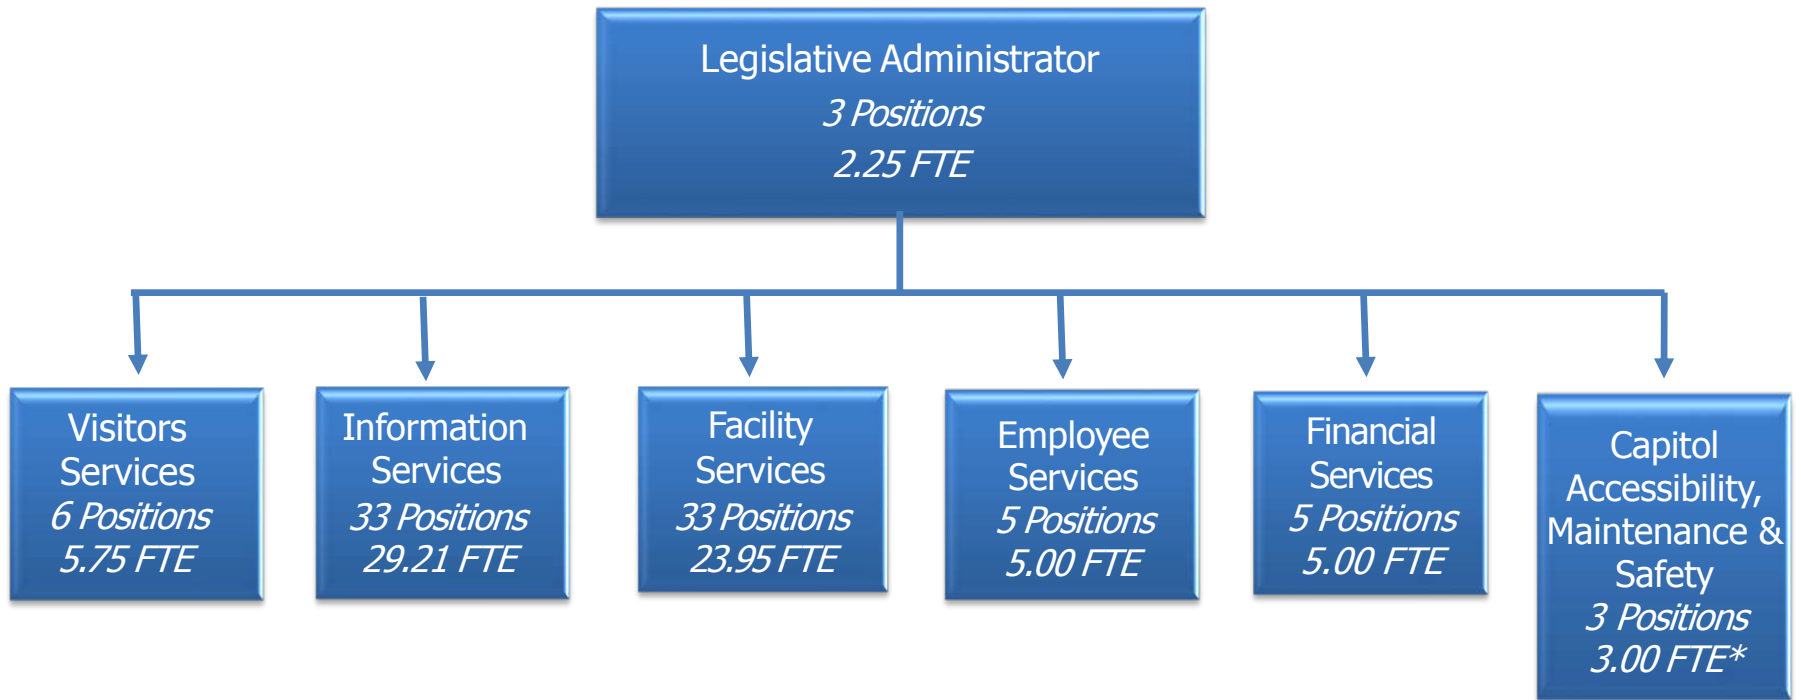 Legislative Administrator
3 Positions
2.25 FTE
Visitors
Services
6 Positions
5.75 FTE
Information
Services
33 Positions
29.21 FTE
Facility
Services
33 Positions
23.95 FTE
Employee
Services
5 Positions
5.00 FTE
Financial
Services
5 Positions
5.00 FTE
Capitol
Accessibility,
Maintenance &
Safety
3 Positions
3.00 FTE*